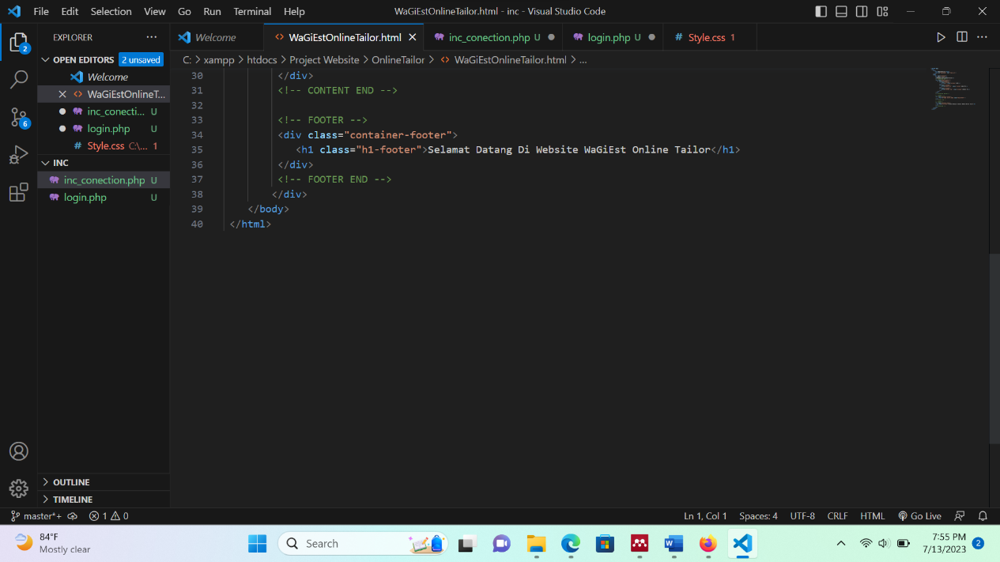 File Edit Selection View Go Run Terminal Help
WaGiEstOnlineTailor.html - inc - Visual Studio Code
EXPLORER
OPEN EDITORS 2 unsaved
Welcome
WaGiEstOnlineT...
inc_conecti... U
login.php U
Style.css C:\... 1
INC
inc_conection.php U
login.php U
OUTLINE
TIMELINE
2
6
Welcome WaGiEstOnlineTailor.html inc_conection.php U login.php U Style.css 1
C: > xampp > htdocs > Project Website > OnlineTailor > WaGiEstOnlineTailor.html > ...
30 </div>
31 <!-- CONTENT END -->
32
33 <!-- FOOTER -->
34 <div class="container-footer">
35 <h1 class="h1-footer">Selamat Datang Di Website WaGiEst Online Tailor</h1>
36 </div>
37 <!-- FOOTER END -->
38 </div>
39 </body>
40 </html>
master*+ 1 0 Ln 1, Col 1 Spaces: 4 UTF-8 CRLF HTML Go Live
84°F
Mostly clear
Search
7:55 PM
7/13/2023
2